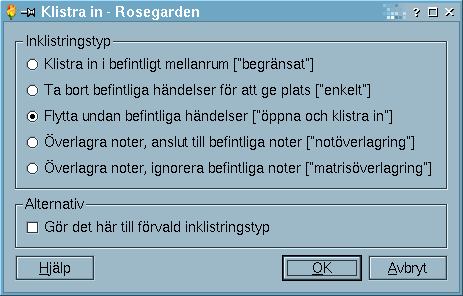 Klistra in - Rosegarden
Inklistringstyp
Klistra in i befintligt mellanrum ["begränsat"]
Ta bort befintliga händelser för att ge plats ["enkelt"]
Flytta undan befintliga händelser ["öppna och klistra in"]
Överlagra noter, anslut till befintliga noter ["notöverlagring"]
Överlagra noter, ignorera befintliga noter ["matrisöverlagring"]
Alternativ
Gör det här till förvald inklistringstyp
Hjälp OK Avbryt